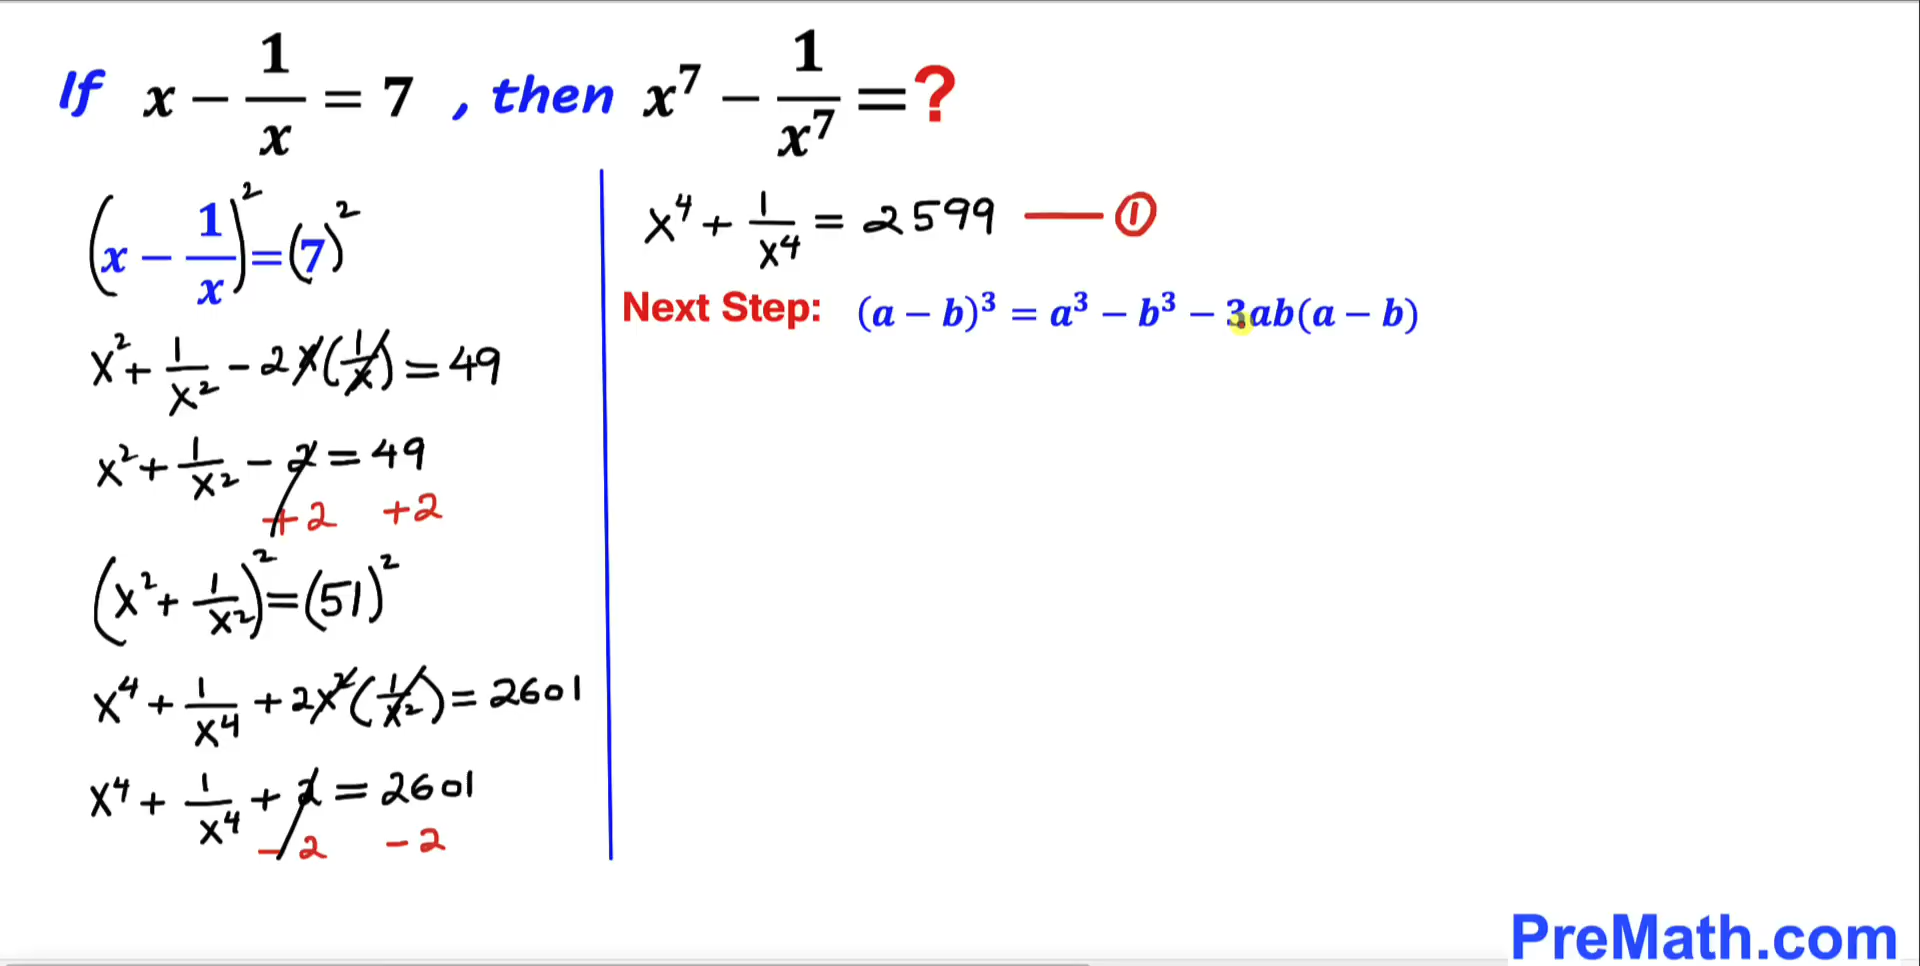 If x − 1/x = 7 , then x⁷ − 1/x⁷ = ?
(x − 1/x)² = (7)²
x² + 1/x² − 2x(1/x) = 49
x² + 1/x² − 2 = 49
+2 +2
(x² + 1/x²)² = (51)²
x⁴ + 1/x⁴ + 2x²(1/x²) = 2601
x⁴ + 1/x⁴ + 2 = 2601
−2 −2
x⁴ + 1/x⁴ = 2599 — ①
Next Step: (a − b)³ = a³ − b³ − 3ab(a − b)
PreMath.com